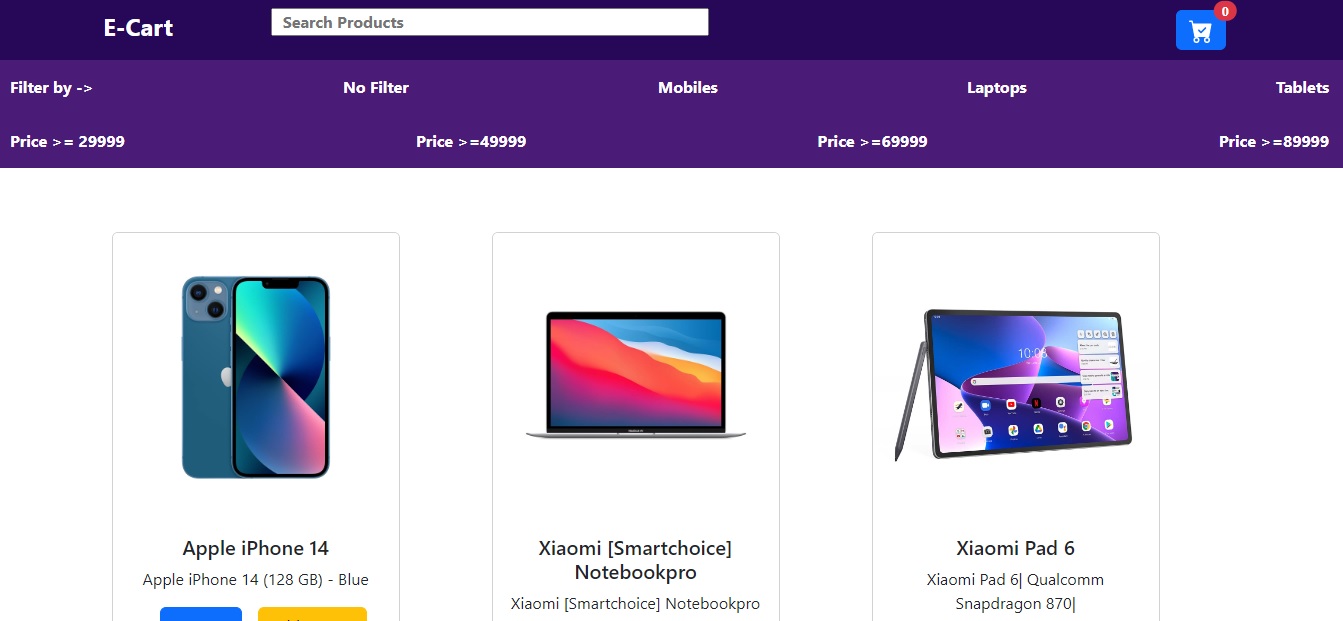 E-Cart
Search Products
0
Filter by ->
No Filter
Mobiles
Laptops
Tablets
Price >= 29999
Price >=49999
Price >=69999
Price >=89999
10:08
Apple iPhone 14
Apple iPhone 14 (128 GB) - Blue
Xiaomi [Smartchoice]
Notebookpro
Xiaomi [Smartchoice] Notebookpro
Xiaomi Pad 6
Xiaomi Pad 6| Qualcomm
Snapdragon 870|